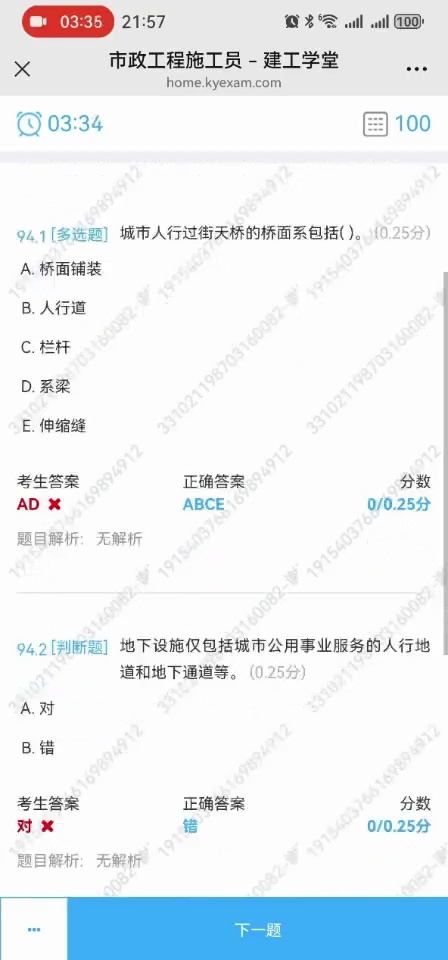 03:35 21:57 100
市政工程施工员 – 建工学堂
home.kyexam.com
03:34 100
94.1 [多选题] 城市人行过街天桥的桥面系包括( )。 (0.25分)
A. 桥面铺装
B. 人行道
C. 栏杆
D. 系梁
E. 伸缩缝
考生答案 正确答案 分数
AD ABCE 0/0.25分
题目解析: 无解析
94.2 [判断题] 地下设施仅包括城市公用事业服务的人行地
道和地下通道等。 (0.25分)
A. 对
B. 错
考生答案 正确答案 分数
对 错 0/0.25分
题目解析: 无解析
下一题